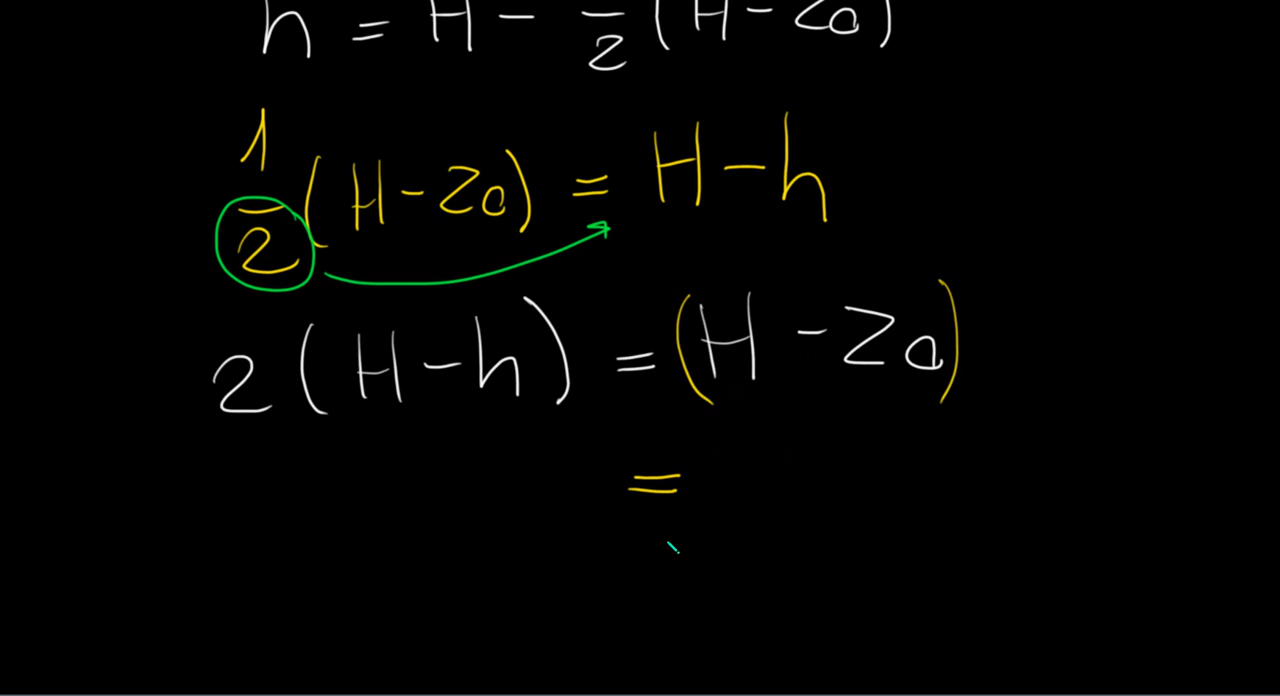 h = H - 1/2 (H - Zo)
1/2 (H - Zo) = H - h
2 (H - h) = (H - Zo)
=